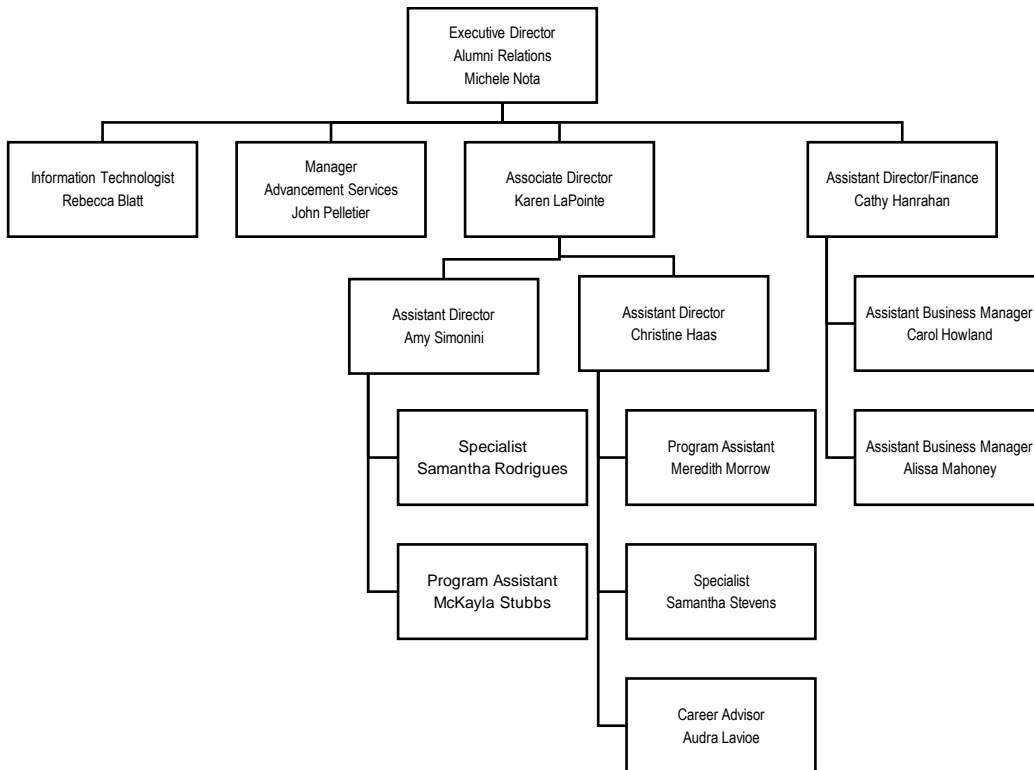 Executive Director
Alumni Relations
Michele Nota
Information Technologist
Rebecca Blatt
Manager
Advancement Services
John Pelletier
Associate Director
Karen LaPointe
Assistant Director/Finance
Cathy Hanrahan
Assistant Director
Amy Simonini
Assistant Director
Christine Haas
Assistant Business Manager
Carol Howland
Specialist
Samantha Rodrigues
Program Assistant
Meredith Morrow
Assistant Business Manager
Alissa Mahoney
Program Assistant
McKayla Stubbs
Specialist
Samantha Stevens
Career Advisor
Audra Lavioe